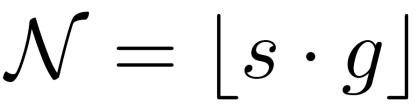 𝒩 = ⌊s · g⌋